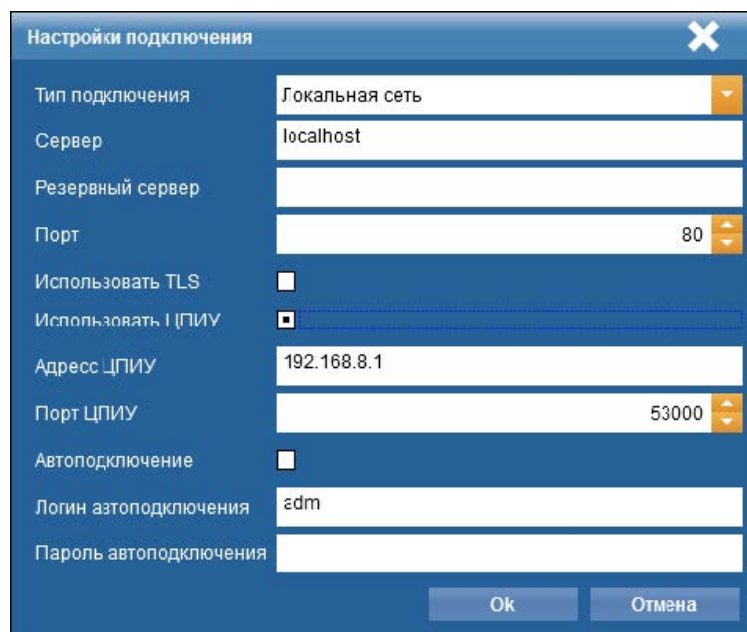 Настройки подключения
Тип подключения Локальная сеть
Сервер localhost
Резервный сервер
Порт 80
Использовать TLS
Использовать ЦПИУ
Адресс ЦПИУ 192.168.8.1
Порт ЦПИУ 53000
Автоподключение
Логин автоподключения adm
Пароль автоподключения
Ok Отмена